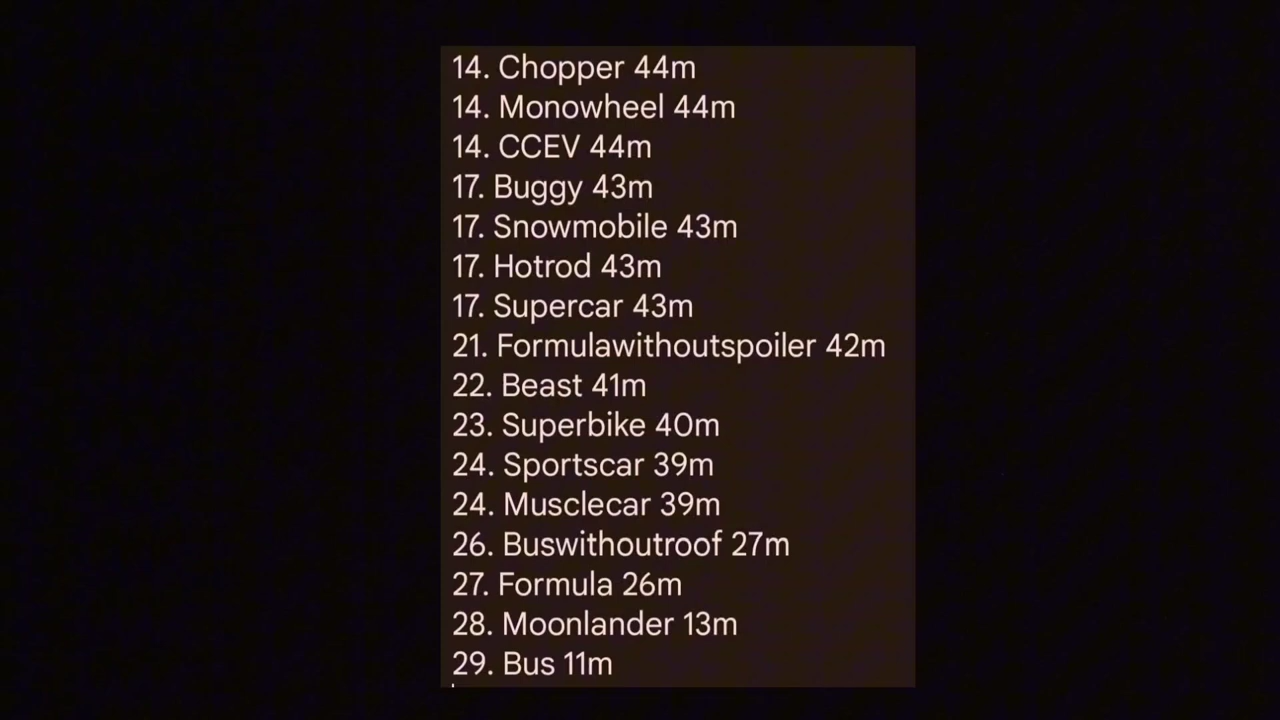 14. Chopper 44m
14. Monowheel 44m
14. CCEV 44m
17. Buggy 43m
17. Snowmobile 43m
17. Hotrod 43m
17. Supercar 43m
21. Formulawithoutspoiler 42m
22. Beast 41m
23. Superbike 40m
24. Sportscar 39m
24. Musclecar 39m
26. Buswithoutroof 27m
27. Formula 26m
28. Moonlander 13m
29. Bus 11m